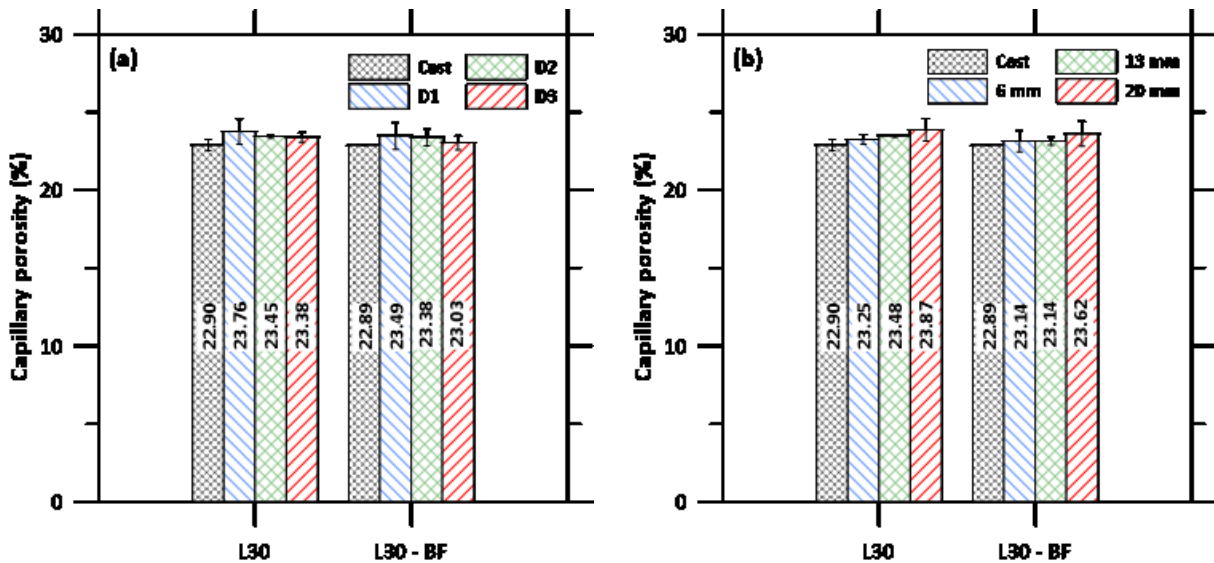 (a)
Cast
D2
D1
D3
Capillary porosity (%)
30
20
10
0
22.90
23.76
23.45
23.38
22.89
23.49
23.38
23.03
L30
L30 - BF
(b)
Cast
13 mm
6 mm
20 mm
Capillary porosity (%)
30
20
10
0
22.90
23.25
23.48
23.87
22.89
23.14
23.14
23.62
L30
L30 - BF